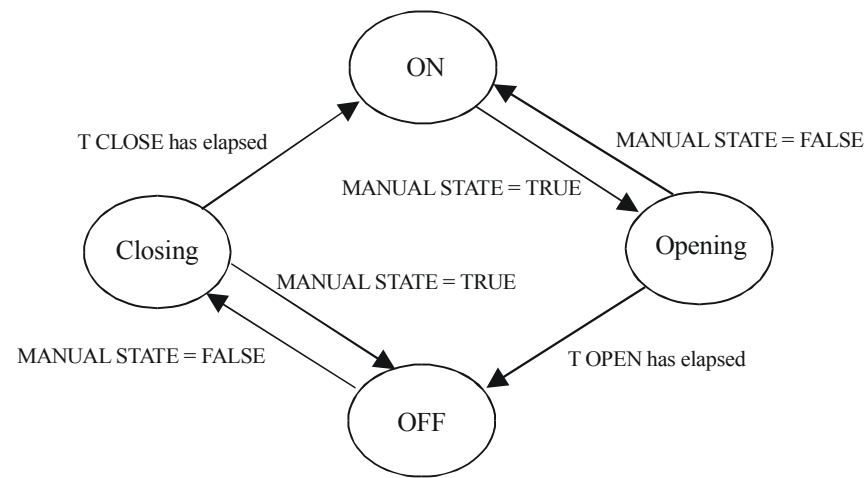 ON
T CLOSE has elapsed
MANUAL STATE = FALSE
MANUAL STATE = TRUE
Closing
Opening
MANUAL STATE = TRUE
MANUAL STATE = FALSE
T OPEN has elapsed
OFF